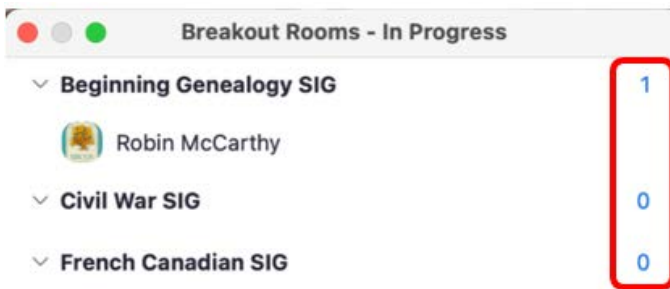 Breakout Rooms - In Progress
Beginning Genealogy SIG 1
Robin McCarthy
Civil War SIG 0
French Canadian SIG 0